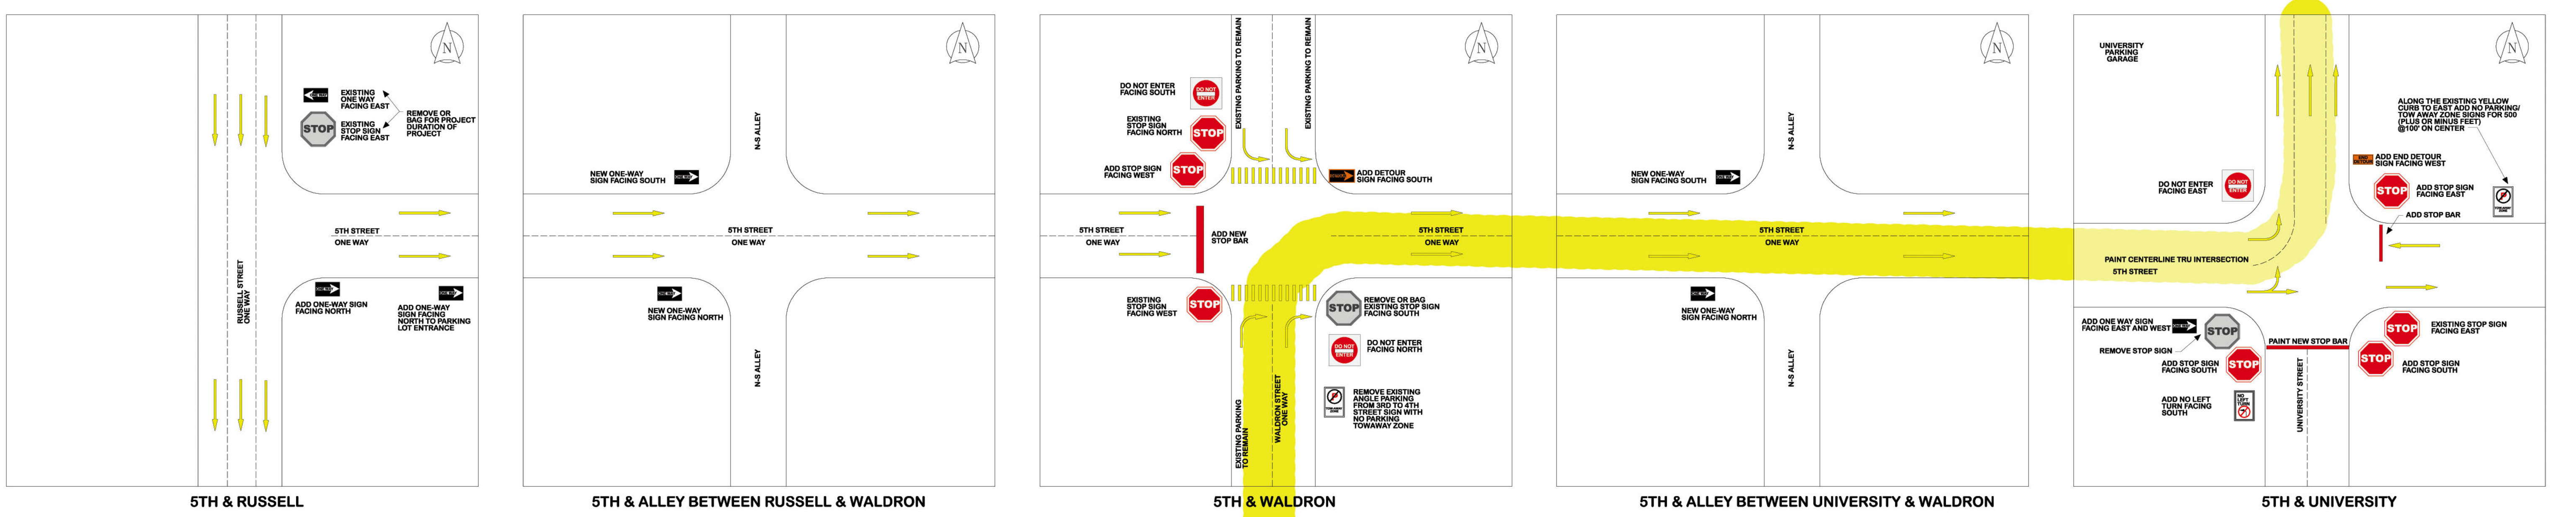 N
EXISTING
ONE WAY
FACING EAST
STOP
EXISTING
STOP SIGN
FACING EAST
REMOVE OR
BAG FOR PROJECT
DURATION OF
PROJECT
5TH STREET
ONE WAY
RUSSELL STREET
ONE WAY
ADD ONE-WAY SIGN
FACING NORTH
ADD ONE-WAY
SIGN FACING
NORTH TO PARKING
LOT ENTRANCE
5TH & RUSSELL
N
N-S ALLEY
NEW ONE-WAY
SIGN FACING SOUTH
5TH STREET
ONE WAY
NEW ONE-WAY
SIGN FACING NORTH
N-S ALLEY
5TH & ALLEY BETWEEN RUSSELL & WALDRON
N
EXISTING PARKING TO REMAIN
EXISTING PARKING TO REMAIN
DO NOT ENTER
FACING SOUTH
DO NOT
ENTER
EXISTING
STOP SIGN
FACING NORTH
STOP
ADD STOP SIGN
FACING WEST
STOP
ADD DETOUR
SIGN FACING SOUTH
5TH STREET
ONE WAY
ADD NEW
STOP BAR
5TH STREET
ONE WAY
EXISTING
STOP SIGN
FACING WEST
STOP
STOP
REMOVE OR BAG
EXISTING STOP SIGN
FACING SOUTH
DO NOT
ENTER
DO NOT ENTER
FACING NORTH
REMOVE EXISTING
ANGLE PARKING
FROM 3RD TO 4TH
STREET SIGN WITH
NO PARKING
TOWAWAY ZONE
EXISTING PARKING
TO REMAIN
WALDRON STREET
ONE WAY
5TH & WALDRON
N
N-S ALLEY
NEW ONE-WAY
SIGN FACING SOUTH
5TH STREET
ONE WAY
NEW ONE-WAY
SIGN FACING NORTH
N-S ALLEY
5TH & ALLEY BETWEEN UNIVERSITY & WALDRON
UNIVERSITY
PARKING
GARAGE
N
ALONG THE EXISTING YELLOW
CURB TO EAST ADD NO PARKING/
TOW AWAY ZONE SIGNS FOR 500
(PLUS OR MINUS FEET)
@100' ON CENTER
END
DETOUR
ADD END DETOUR
SIGN FACING WEST
DO NOT ENTER
FACING EAST
DO NOT
ENTER
STOP
ADD STOP SIGN
FACING EAST
ADD STOP BAR
PAINT CENTERLINE TRU INTERSECTION
5TH STREET
ADD ONE WAY SIGN
FACING EAST AND WEST
STOP
REMOVE STOP SIGN
PAINT NEW STOP BAR
STOP
EXISTING STOP SIGN
FACING EAST
ADD STOP SIGN
FACING SOUTH
STOP
STOP
ADD STOP SIGN
FACING SOUTH
ADD NO LEFT
TURN FACING
SOUTH
NO
LEFT
TURN
UNIVERSITY STREET
5TH & UNIVERSITY